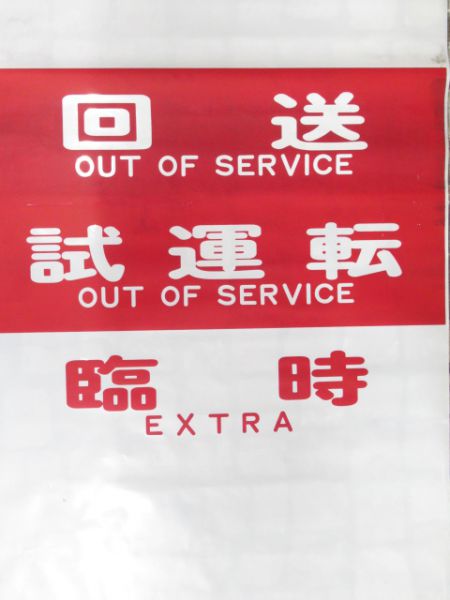 回送
OUT OF SERVICE
試運転
OUT OF SERVICE
臨時
EXTRA